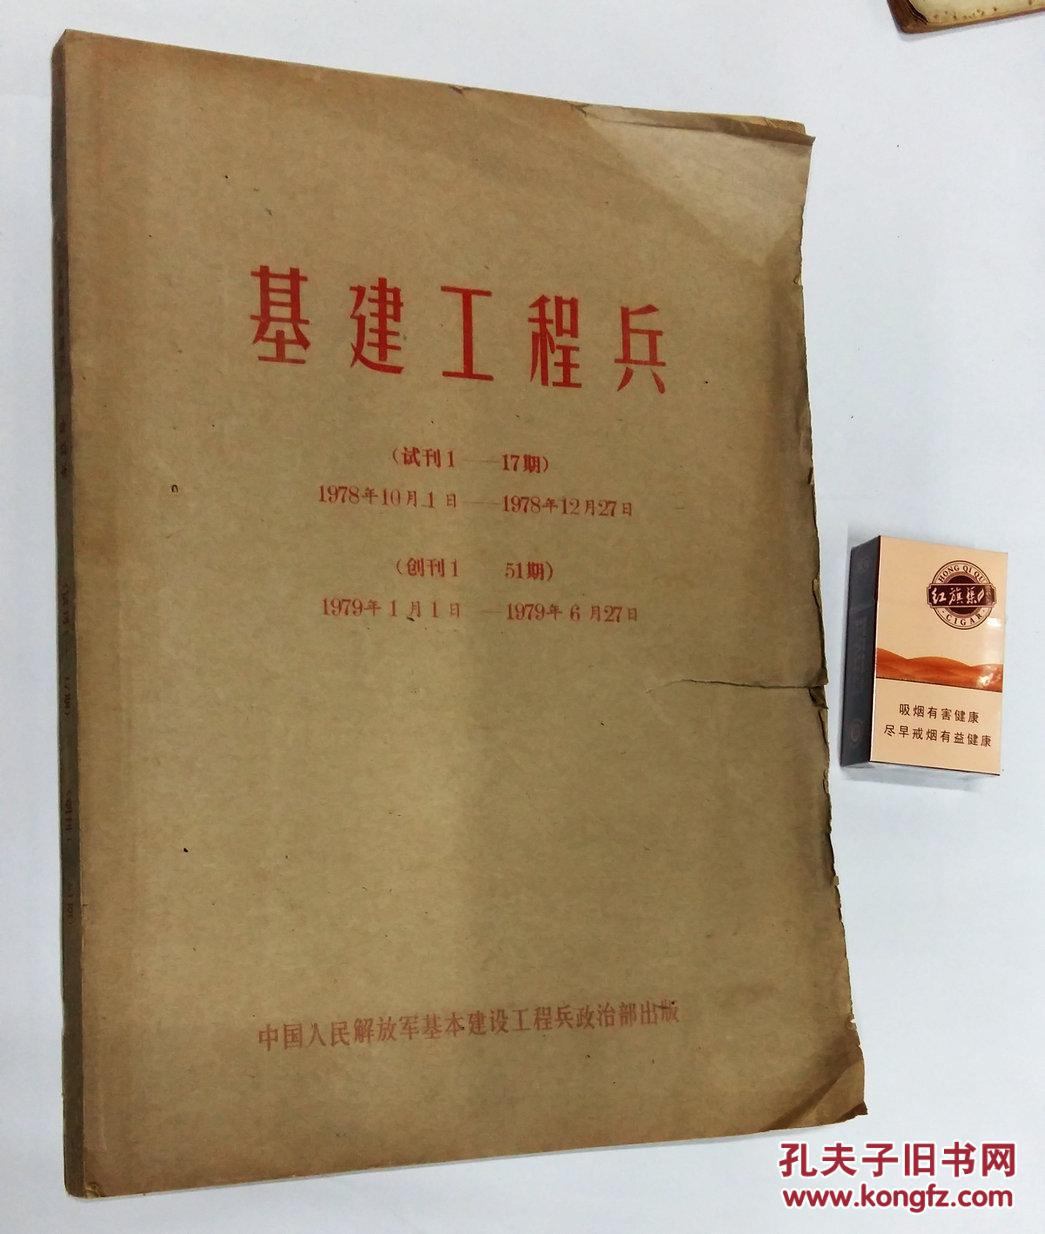 基建工程兵
(试刊1——17期)
1978年10月1日——1978年12月27日
(创刊1 51期)
1979年1月1日—1979年6月27日
中国人民解放军基本建设工程兵政治部出版
HONG QI QU
红旗渠
CIGAR
吸烟有害健康
尽早戒烟有益健康
孔夫子旧书网
www.kongfz.com